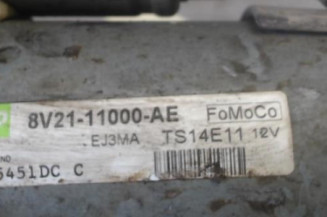 8V21-11000-AE FoMoCo
EJ3MA TS14E11 12V
5451DC C